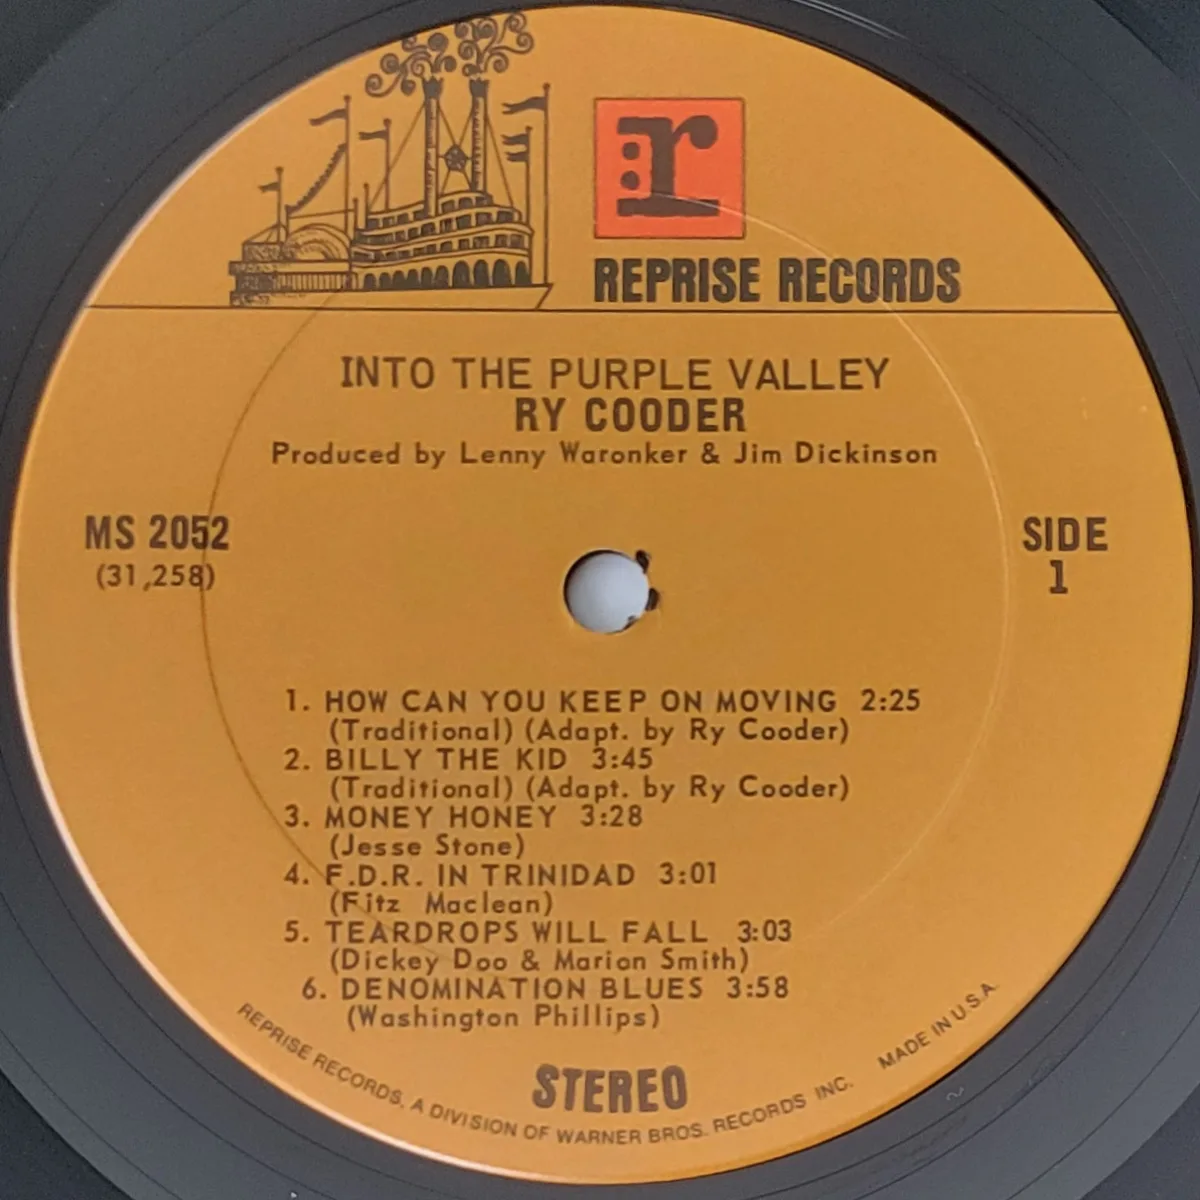 r:
REPRISE RECORDS
INTO THE PURPLE VALLEY
RY COODER
Produced by Lenny Waronker & Jim Dickinson
MS 2052
(31,258)
SIDE
1
1. HOW CAN YOU KEEP ON MOVING 2:25
(Traditional) (Adapt. by Ry Cooder)
2. BILLY THE KID 3:45
(Traditional) (Adapt. by Ry Cooder)
3. MONEY HONEY 3:28
(Jesse Stone)
4. F.D.R. IN TRINIDAD 3:01
(Fitz Maclean)
5. TEARDROPS WILL FALL 3:03
(Dickey Doo & Marion Smith)
6. DENOMINATION BLUES 3:58
(Washington Phillips)
STEREO
REPRISE RECORDS, A DIVISION OF WARNER BROS. RECORDS INC. MADE IN U.S.A.